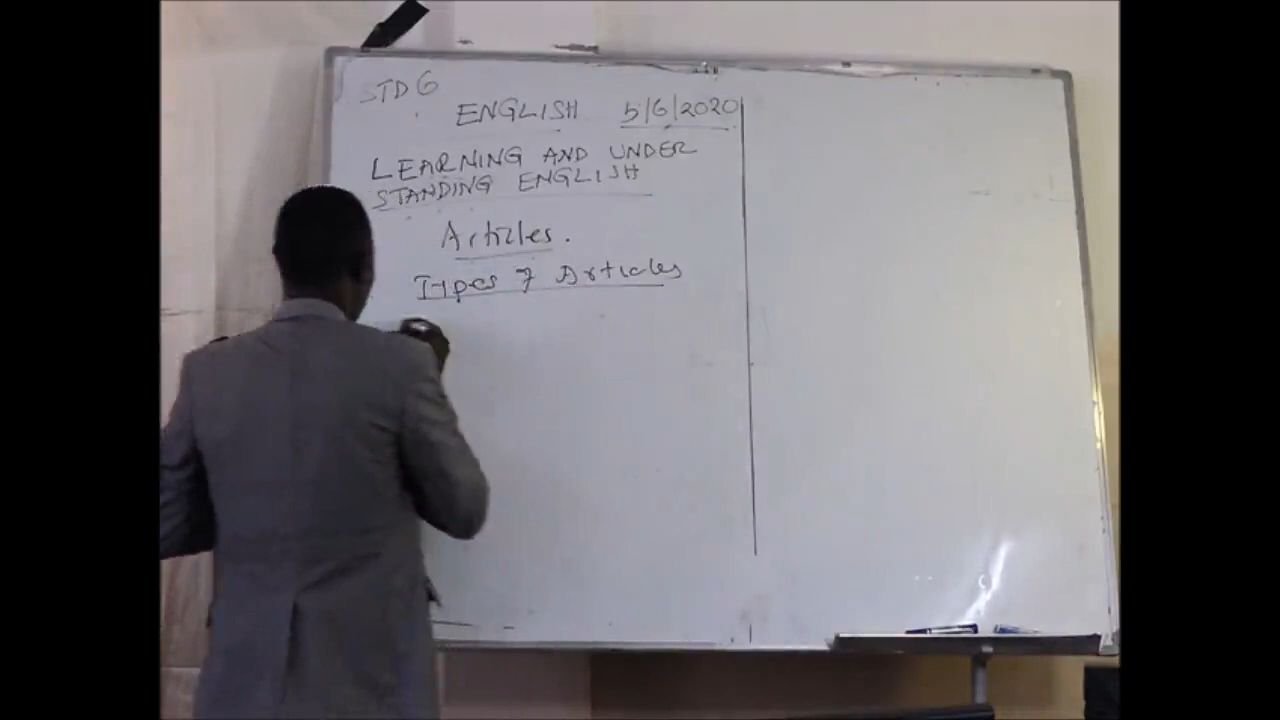 STD 6
ENGLISH 5/6/2020
LEARNING AND UNDER
STANDING ENGLISH
Articles.
Types of Articles